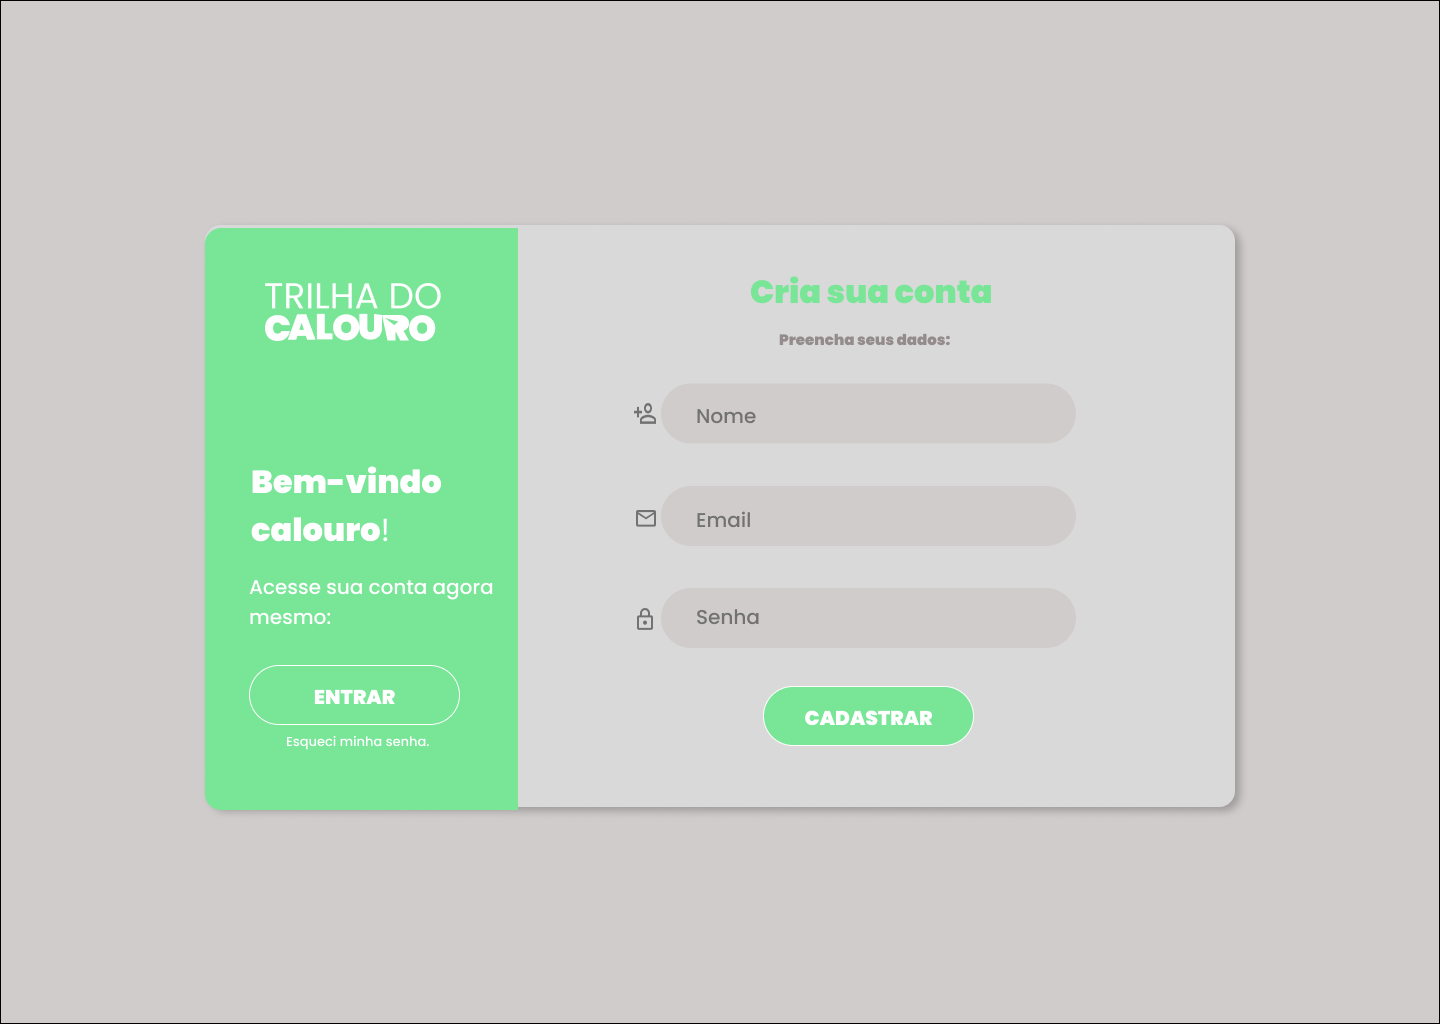 TRILHA DO
CALOURO
Bem-vindo
calouro!
Acesse sua conta agora
mesmo:
ENTRAR
Esqueci minha senha.
Cria sua conta
Preencha seus dados:
Nome
Email
Senha
CADASTRAR